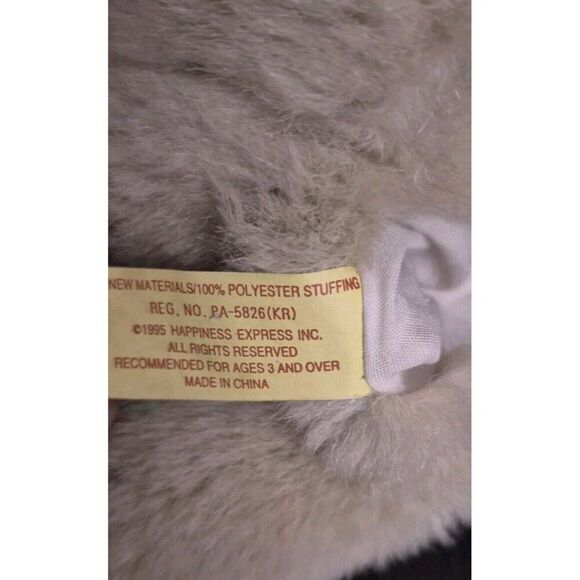 NEW MATERIALS/100% POLYESTER STUFFING
REG. NO. PA-5826(KR)
©1995 HAPPINESS EXPRESS INC.
ALL RIGHTS RESERVED
RECOMMENDED FOR AGES 3 AND OVER
MADE IN CHINA